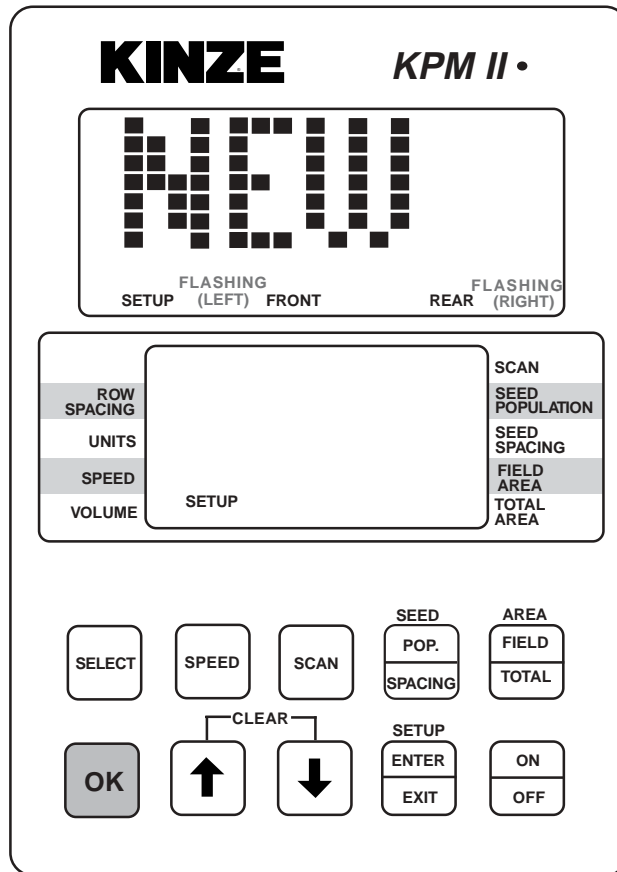 KINZE KPM II •
NEW
FLASHING FLASHING
SETUP (LEFT) FRONT REAR (RIGHT)
SCAN
ROW
SPACING
SEED
POPULATION
UNITS
SEED
SPACING
SPEED
FIELD
AREA
VOLUME
SETUP
TOTAL
AREA
SEED AREA
SELECT SPEED SCAN
POP.
SPACING
FIELD
TOTAL
CLEAR
SETUP
OK
ENTER
EXIT
ON
OFF